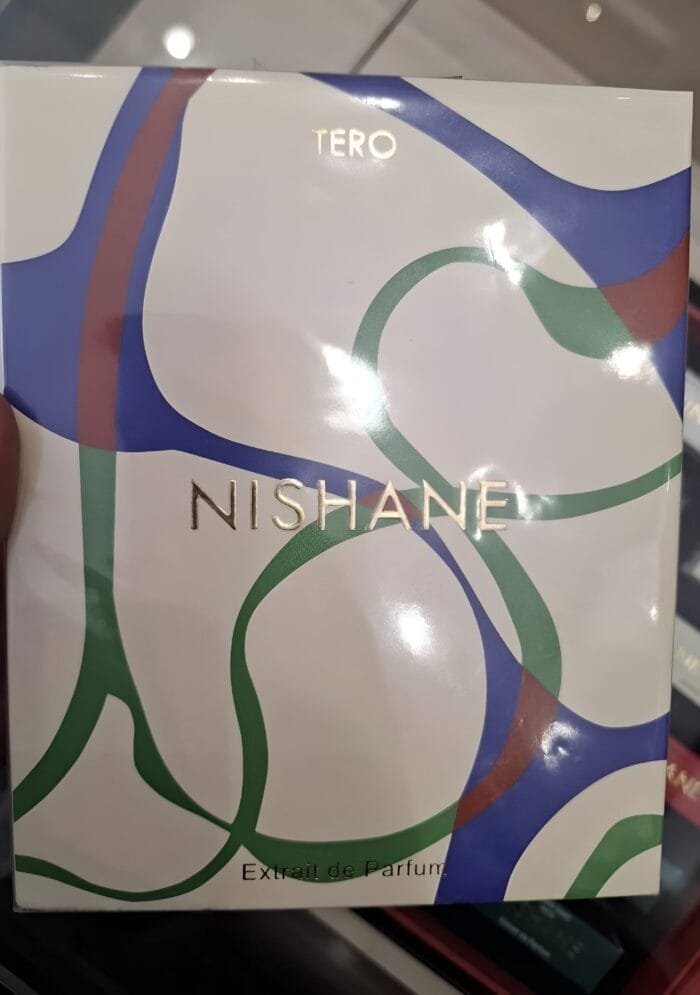 TERO
NISHANE
Extrait de Parfum